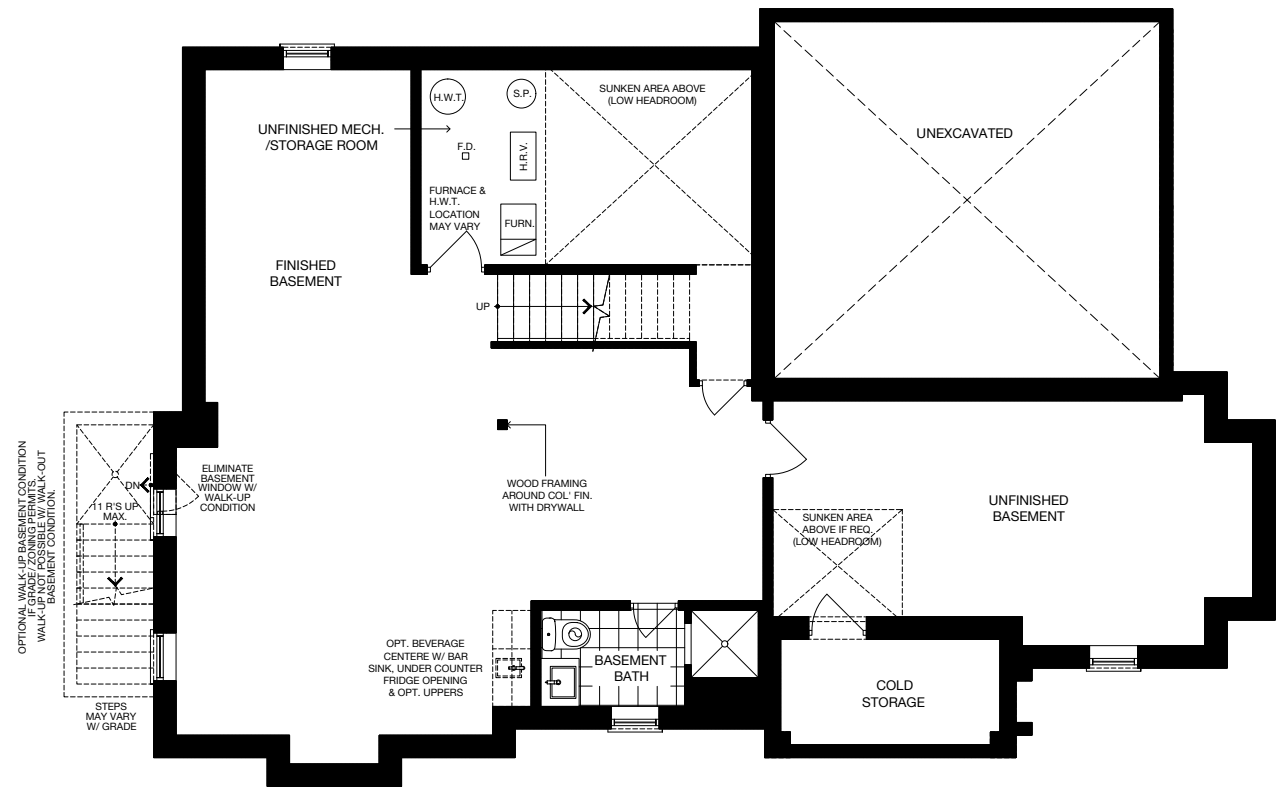 H.W.T.
S.P.
SUNKEN AREA ABOVE
(LOW HEADROOM)
UNEXCAVATED
UNFINISHED MECH.
/STORAGE ROOM
F.D.
H.R.V.
FURNACE &
H.W.T.
LOCATION
MAY VARY
FURN.
FINISHED
BASEMENT
UP
OPTIONAL WALK-UP BASEMENT CONDITION
IF GRADE / ZONING PERMITS.
WALK-UP NOT POSSIBLE W/ WALK-OUT
BASEMENT CONDITION.
DN
11 R'S UP
MAX.
ELIMINATE
BASEMENT
WINDOW W/
WALK-UP
CONDITION
WOOD FRAMING
AROUND COL' FIN.
WITH DRYWALL
UNFINISHED
BASEMENT
SUNKEN AREA
ABOVE IF REQ.
(LOW HEADROOM)
OPT. BEVERAGE
CENTERE W/ BAR
SINK, UNDER COUNTER
FRIDGE OPENING
& OPT. UPPERS
BASEMENT
BATH
COLD
STORAGE
STEPS
MAY VARY
W/ GRADE